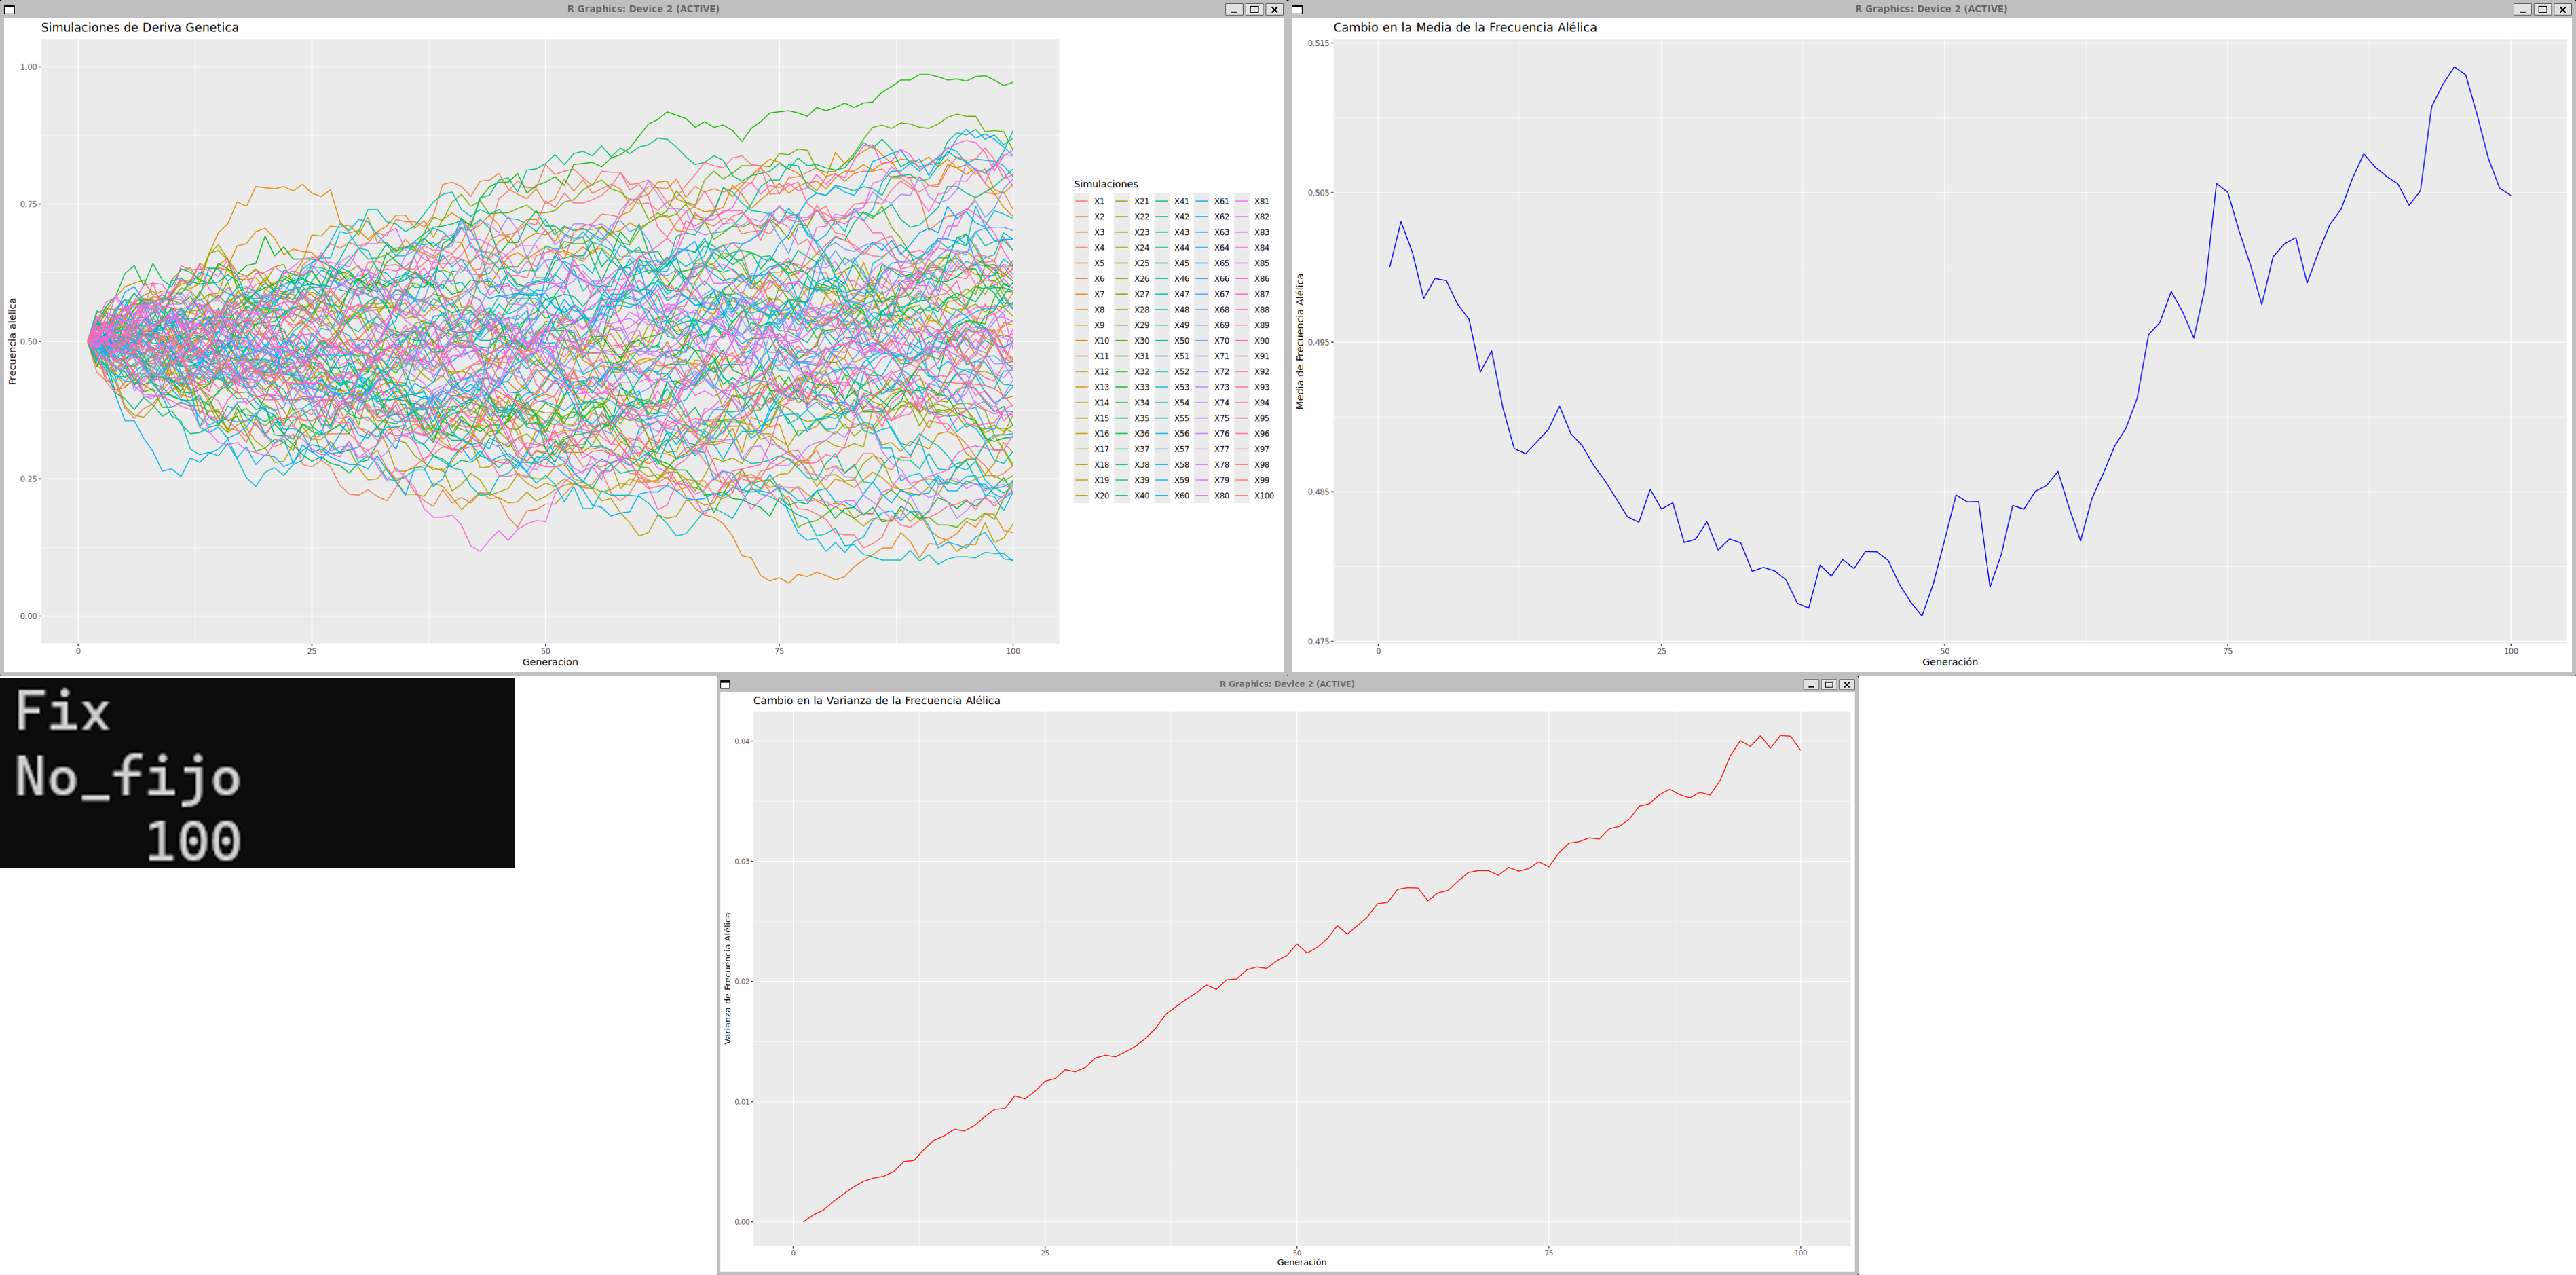 R Graphics: Device 2 (ACTIVE)
Simulaciones de Deriva Genetica
Frecuencia alelica
1.00
0.75
0.50
0.25
0.00
0 25 50 75 100
Generacion
Simulaciones
X1 X21 X41 X61 X81
X2 X22 X42 X62 X82
X3 X23 X43 X63 X83
X4 X24 X44 X64 X84
X5 X25 X45 X65 X85
X6 X26 X46 X66 X86
X7 X27 X47 X67 X87
X8 X28 X48 X68 X88
X9 X29 X49 X69 X89
X10 X30 X50 X70 X90
X11 X31 X51 X71 X91
X12 X32 X52 X72 X92
X13 X33 X53 X73 X93
X14 X34 X54 X74 X94
X15 X35 X55 X75 X95
X16 X36 X56 X76 X96
X17 X37 X57 X77 X97
X18 X38 X58 X78 X98
X19 X39 X59 X79 X99
X20 X40 X60 X80 X100
R Graphics: Device 2 (ACTIVE)
Cambio en la Media de la Frecuencia Alélica
Media de Frecuencia Alélica
0.515
0.505
0.495
0.485
0.475
0 25 50 75 100
Generación
Fix
No_fijo
100
R Graphics: Device 2 (ACTIVE)
Cambio en la Varianza de la Frecuencia Alélica
Varianza de Frecuencia Alélica
0.04
0.03
0.02
0.01
0.00
0 25 50 75 100
Generación